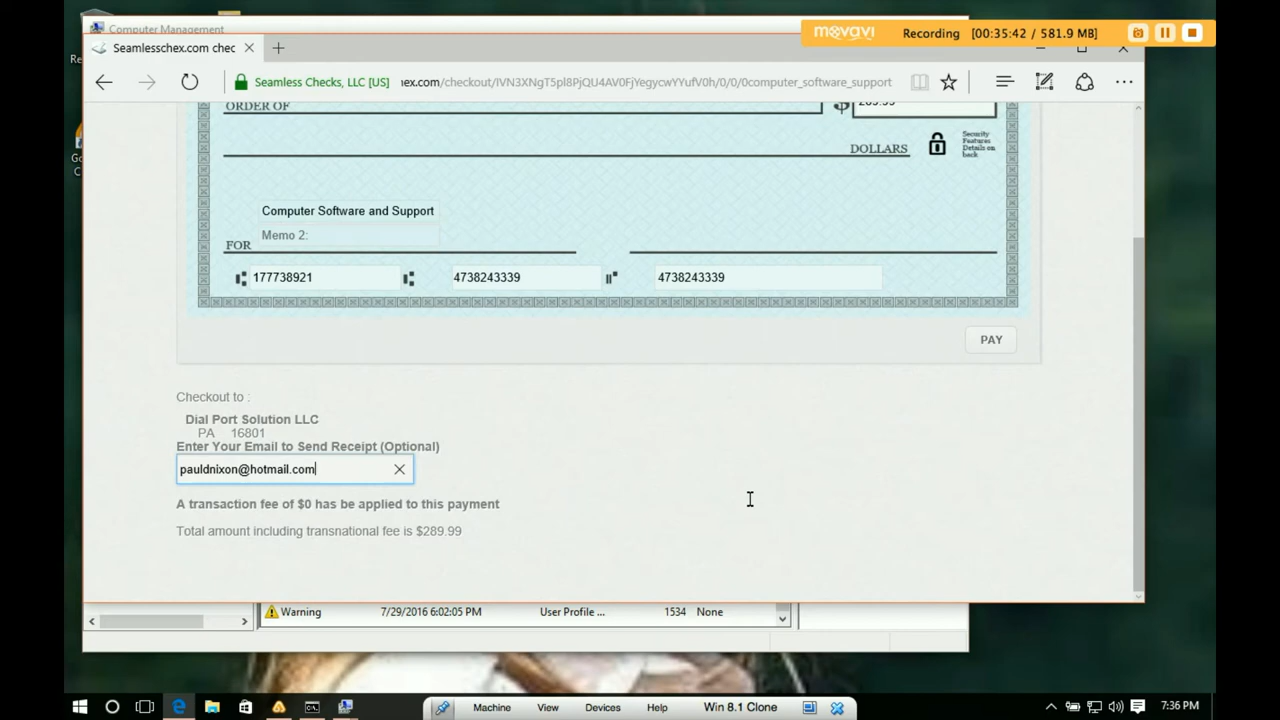 Computer Management
movavi
Recording [00:35:42 / 581.9 MB]
Seamlesschex.com chec
Seamless Checks, LLC [US]
.ex.com/checkout/IVN3XNgT5pl8PjQU4AV0FjYegycwYYufV0h/0/0/0computer_software_support
ORDER OF
$
289.99
DOLLARS
Security
Features
Details on
back
Computer Software and Support
Memo 2:
FOR
177738921
4738243339
4738243339
PAY
Checkout to :
Dial Port Solution LLC
PA 16801
Enter Your Email to Send Receipt (Optional)
pauldnixon@hotmail.com
A transaction fee of $0 has be applied to this payment
Total amount including transnational fee is $289.99
Warning 7/29/2016 6:02:05 PM User Profile ... 1534 None
Machine View Devices Help Win 8.1 Clone
7:36 PM